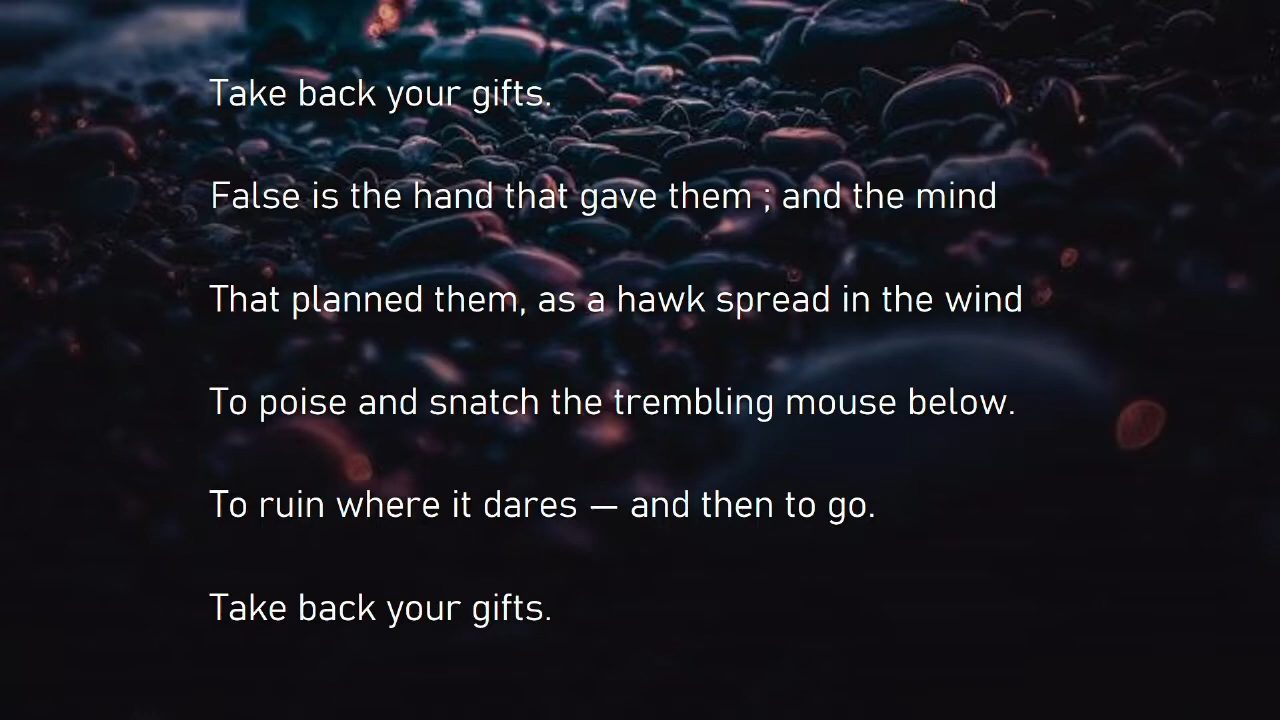 Take back your gifts.
False is the hand that gave them ; and the mind
That planned them, as a hawk spread in the wind
To poise and snatch the trembling mouse below.
To ruin where it dares — and then to go.
Take back your gifts.